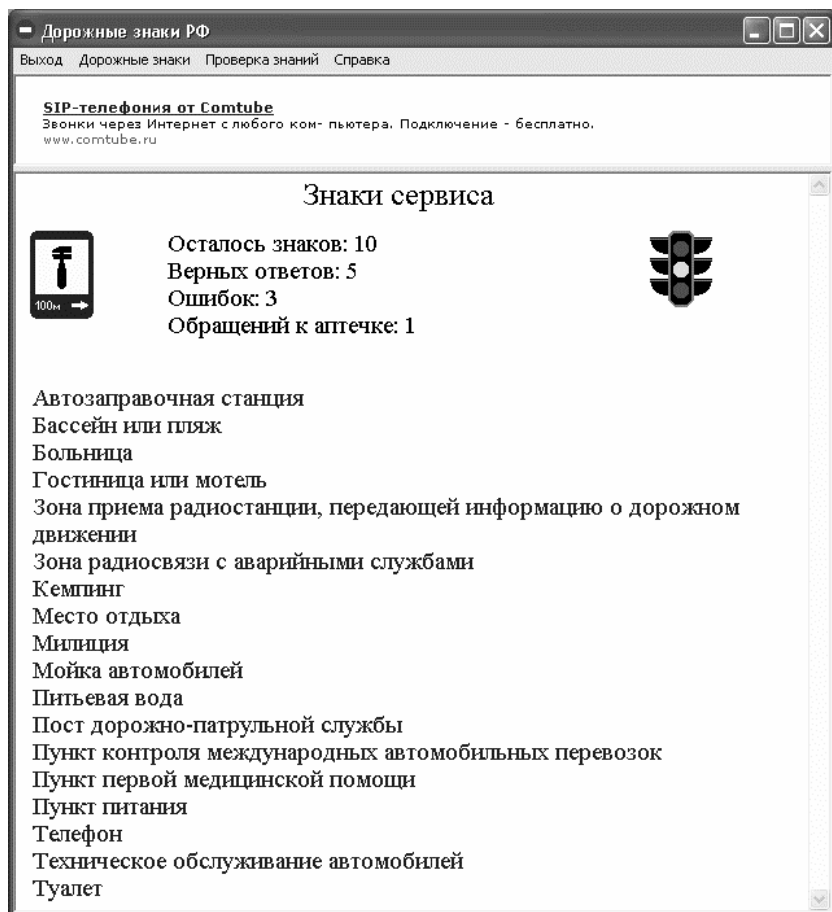 Дорожные знаки РФ
Выход Дорожные знаки Проверка знаний Справка
SIP-телефония от Comtube
Звонки через Интернет с любого ком- пьютера. Подключение - бесплатно.
www.comtube.ru
Знаки сервиса
Осталось знаков: 10
Верных ответов: 5
Ошибок: 3
Обращений к аптечке: 1
100м
Автозаправочная станция
Бассейн или пляж
Больница
Гостиница или мотель
Зона приема радиостанции, передающей информацию о дорожном
движении
Зона радиосвязи с аварийными службами
Кемпинг
Место отдыха
Милиция
Мойка автомобилей
Питьевая вода
Пост дорожно-патрульной службы
Пункт контроля международных автомобильных перевозок
Пункт первой медицинской помощи
Пункт питания
Телефон
Техническое обслуживание автомобилей
Туалет